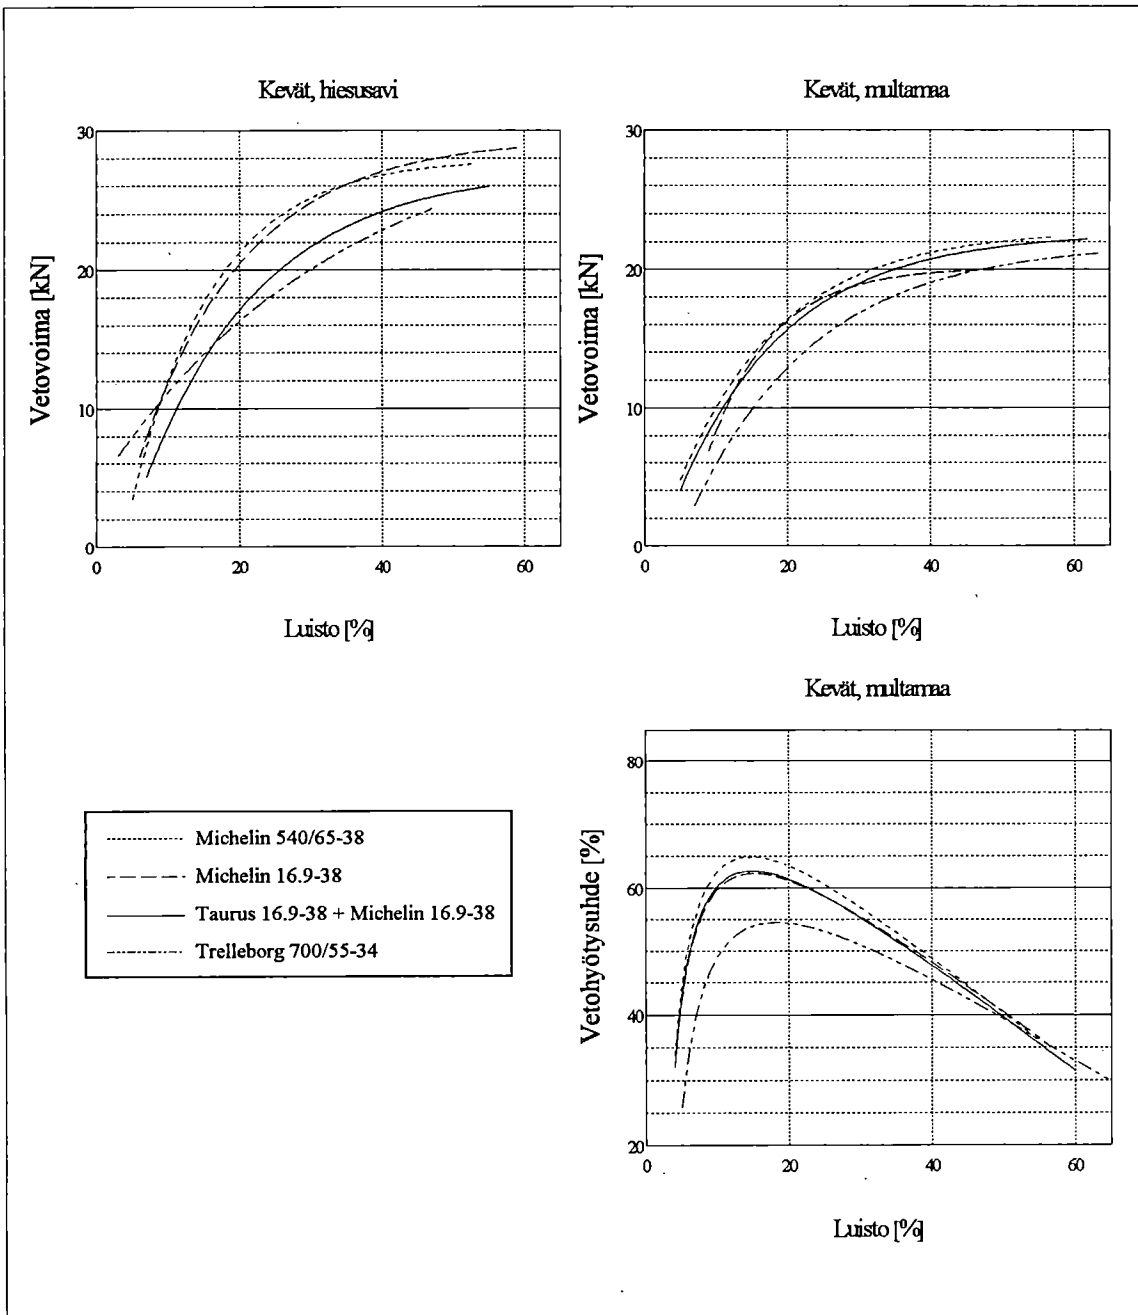 Kevät, hiesusavi
30
20
10
0
0 20 40 60
Vetovoima [kN]
Luisto [%]
Kevät, multamaa
30
20
10
0
0 20 40 60
Vetovoima [kN]
Luisto [%]
Kevät, multamaa
80
60
40
20
0 20 40 60
Vetohyötysuhde [%]
Luisto [%]
Michelin 540/65-38
Michelin 16.9-38
Taurus 16.9-38 + Michelin 16.9-38
Trelleborg 700/55-34